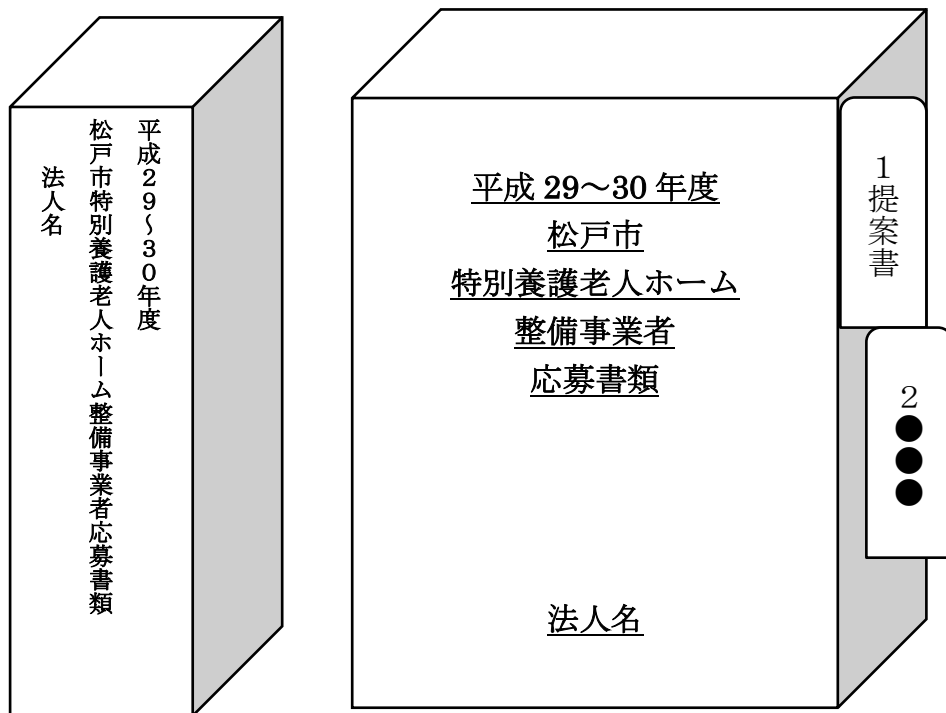 平成２９～３０年度
松戸市特別養護老人ホーム整備事業者応募書類
法人名
平成 29～30 年度
松戸市
特別養護老人ホーム
整備事業者
応募書類
法人名
１提案書
２●●●